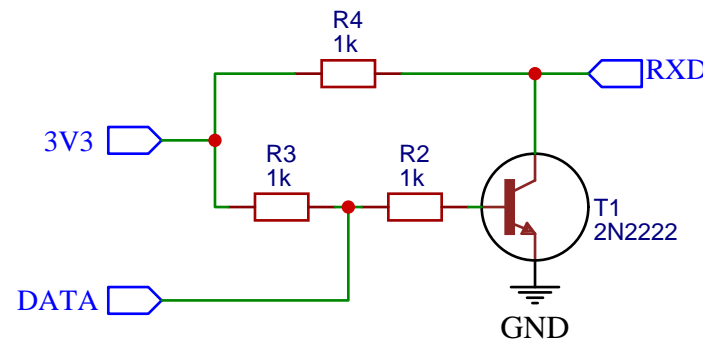 R4
1k
RXD
3V3
R3
1k
R2
1k
T1
2N2222
DATA
GND